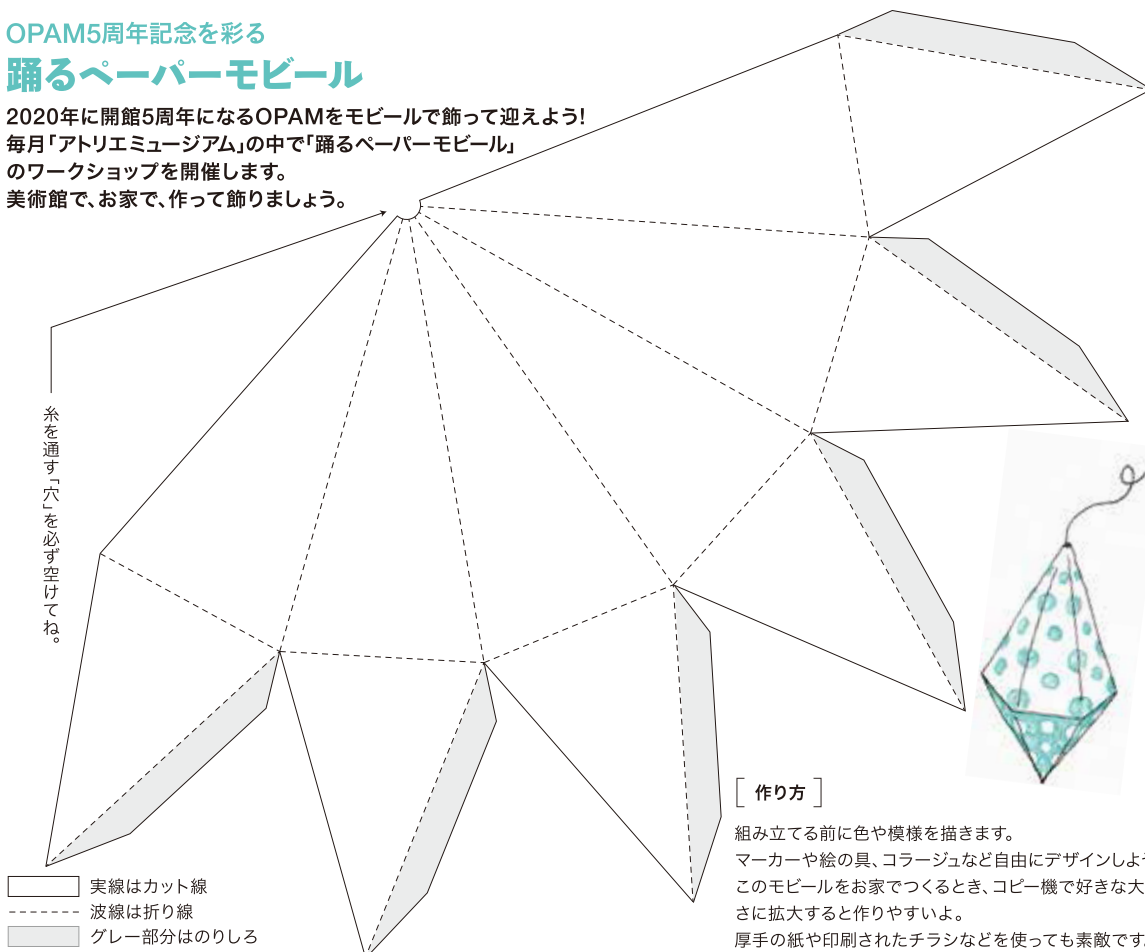 OPAM5周年記念を彩る
踊るペーパーモビール
2020年に開館5周年になるOPAMをモビールで飾って迎えよう!
毎月「アトリエミュージアム」の中で「踊るペーパーモビール」
のワークショップを開催します。
美術館で、お家で、作って飾りましょう。
糸を通す「穴」を必ず空けてね。
実線はカット線
波線は折り線
グレー部分はのりしろ
[作り方]
組み立てる前に色や模様を描きます。
マーカーや絵の具、コラージュなど自由にデザインしよ
このモビールをお家でつくるとき、コピー機で好きな大
さに拡大すると作りやすいよ。
厚手の紙や印刷されたチラシなどを使っても素敵です